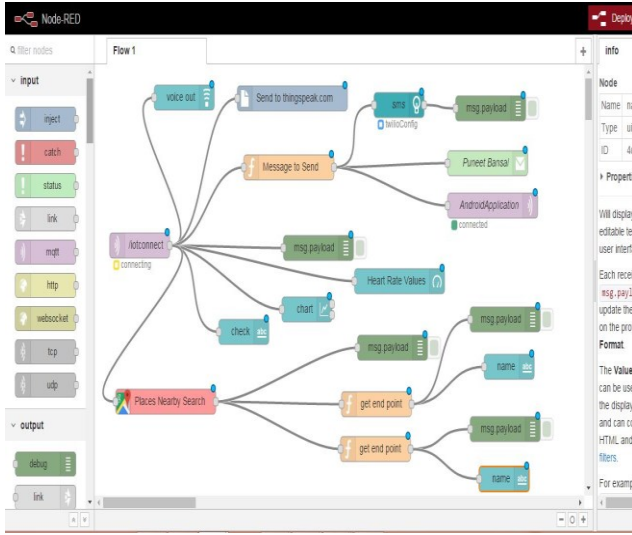 Node-RED
Deploy
filter nodes
Flow 1
info
input
inject
catch
status
link
mqtt
http
websocket
tcp
udp
output
debug
link
voice out
Send to thingspeak.com
sms
twilioConfig
msg.payload
Message to Send
Puneet Bansal
AndroidApplication
connected
/iotconnect
connecting
msg.payload
Heart Rate Values
chart
check
abc
msg.payload
msg.payload
name
abc
Places Nearby Search
get end point
get end point
msg.payload
name
abc
Node
Name
Type
ID
Propert
Will display
editable te
user interf
Each recei
msg.payl
update the
on the pro
Format.
The Value
can be use
the display
and can co
HTML and
filters.
For examp